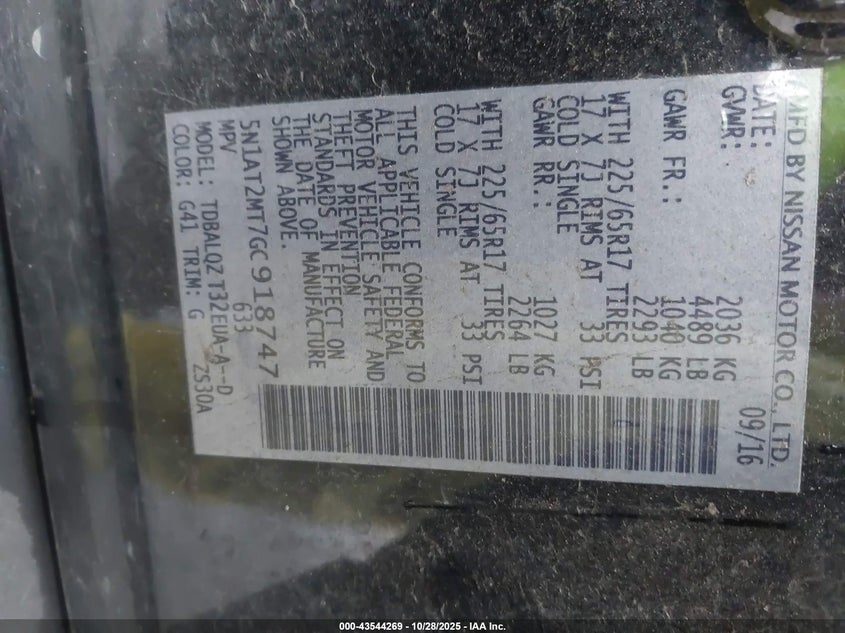 MFD BY NISSAN MOTOR CO., LTD.
DATE: 09/16
GVWR: 2036 KG
4489 LB
GAWR FR.: 1040 KG
2293 LB
WITH 225/65R17 TIRES
17 X 7J RIMS AT 33 PSI
COLD SINGLE
GAWR RR.: 1027 KG
2264 LB
WITH 225/65R17 TIRES
17 X 7J RIMS AT 33 PSI
COLD SINGLE
THIS VEHICLE CONFORMS TO
ALL APPLICABLE FEDERAL
MOTOR VEHICLE SAFETY AND
THEFT PREVENTION
STANDARDS IN EFFECT ON
THE DATE OF MANUFACTURE
SHOWN ABOVE.
5N1AT2MT7GC918747
MPV 633
MODEL: TDBALQZ T32EUA-A--D
COLOR: G41 TRIM: G ZS30A
000-43544269 | 10/28/2025 | IAA Inc.